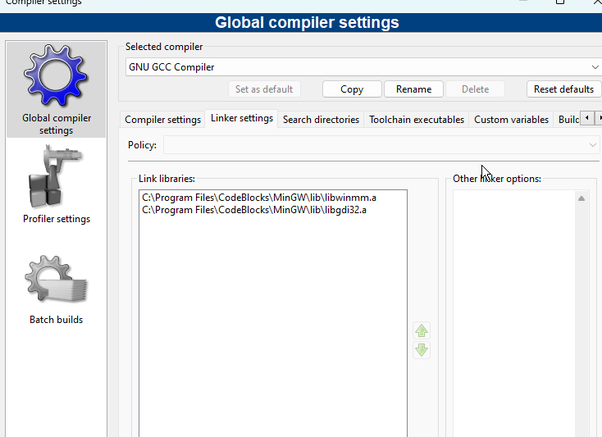 Compiler settings
Global compiler settings
Global compiler
settings
Profiler settings
Batch builds
Selected compiler
GNU GCC Compiler
Set as default
Copy
Rename
Delete
Reset defaults
Compiler settings
Linker settings
Search directories
Toolchain executables
Custom variables
Policy:
Link libraries:
C:\Program Files\CodeBlocks\MinGW\lib\libwinmm.a
C:\Program Files\CodeBlocks\MinGW\lib\libgdi32.a
Other linker options: